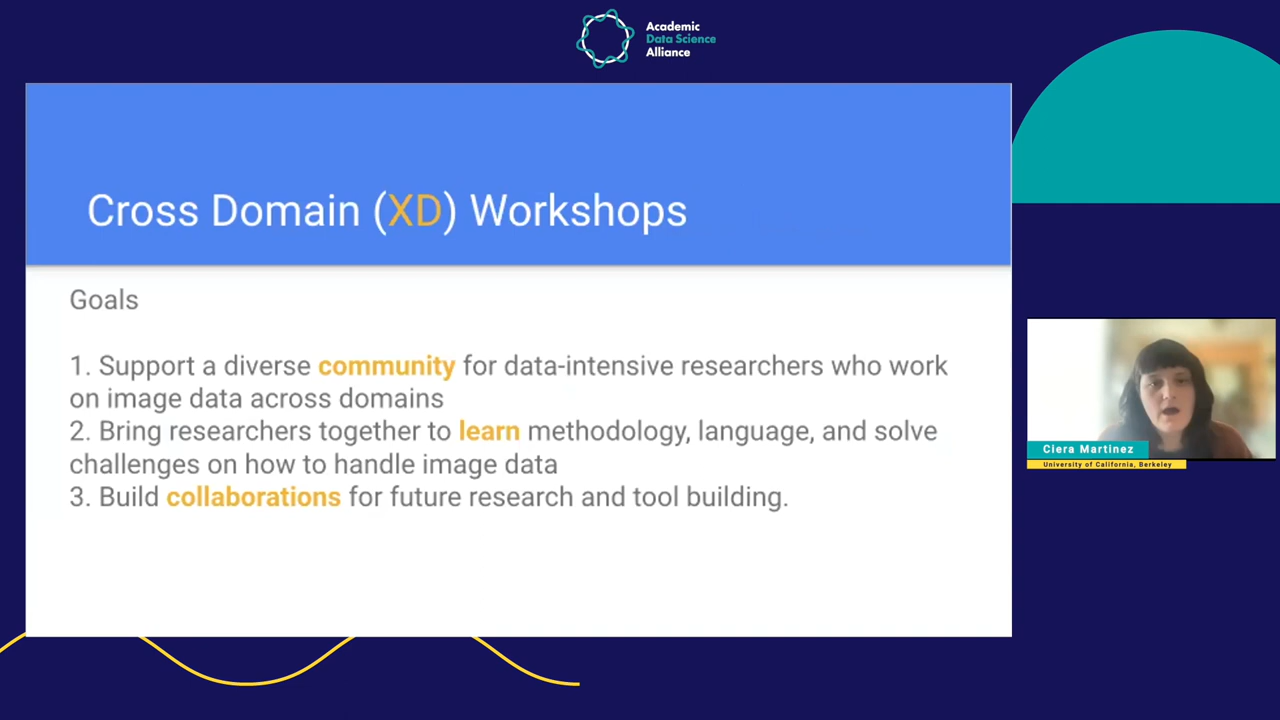 Academic
Data Science
Alliance
Cross Domain (XD) Workshops
Goals
1. Support a diverse community for data-intensive researchers who work
on image data across domains
2. Bring researchers together to learn methodology, language, and solve
challenges on how to handle image data
3. Build collaborations for future research and tool building.
Ciera Martinez
University of California, Berkeley